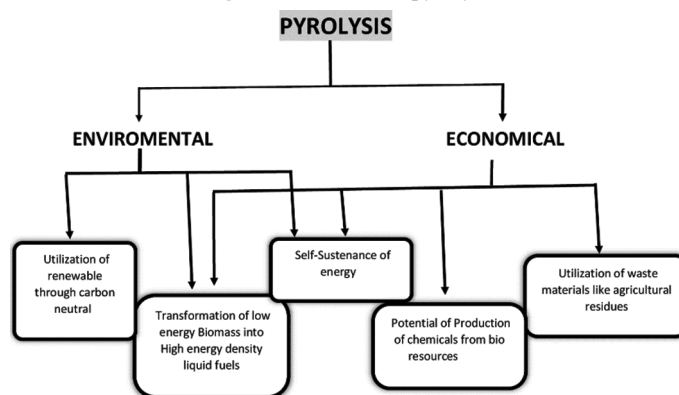 PYROLYSIS
ENVIROMENTAL
ECONOMICAL
Utilization of
renewable
through carbon
neutral
Transformation of low
energy Biomass into
High energy density
liquid fuels
Self-Sustenance of
energy
Potential of Production
of chemicals from bio
resources
Utilization of waste
materials like agricultural
residues